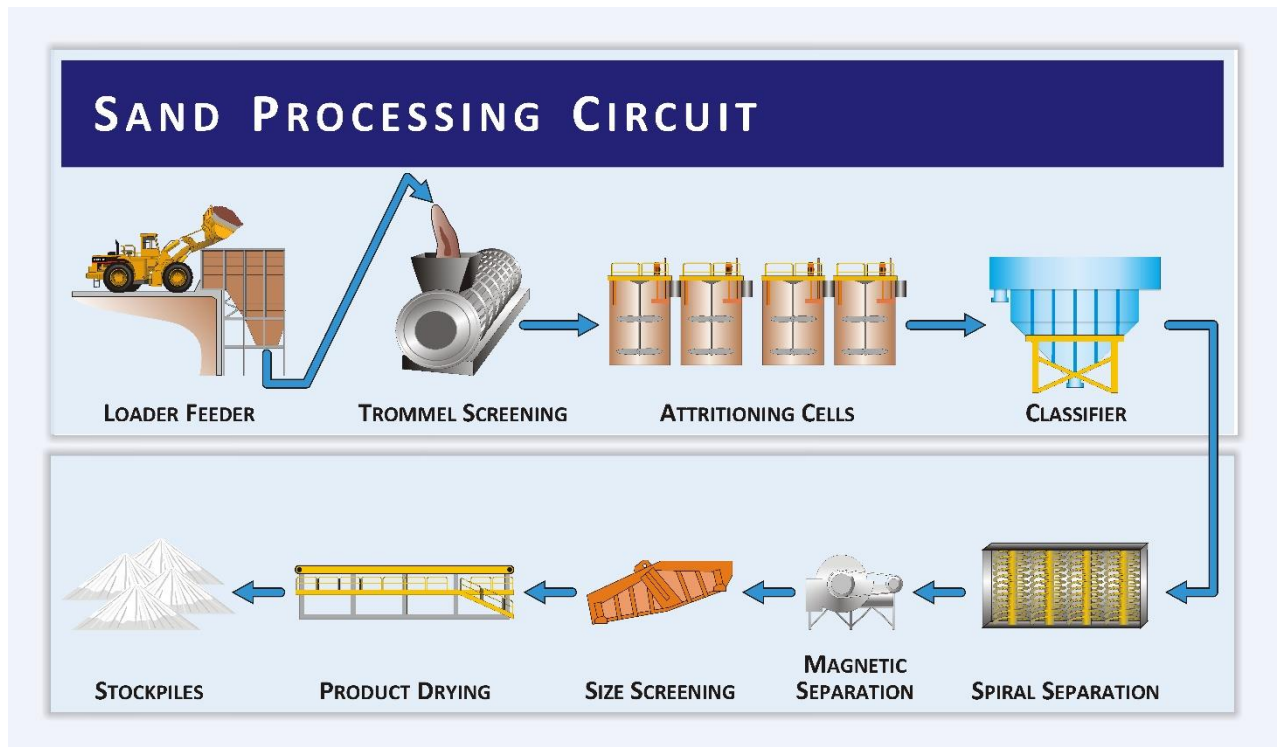 SAND PROCESSING CIRCUIT
LOADER FEEDER
TROMMEL SCREENING
ATTRITIONING CELLS
CLASSIFIER
STOCKPILES
PRODUCT DRYING
SIZE SCREENING
MAGNETIC
SEPARATION
SPIRAL SEPARATION